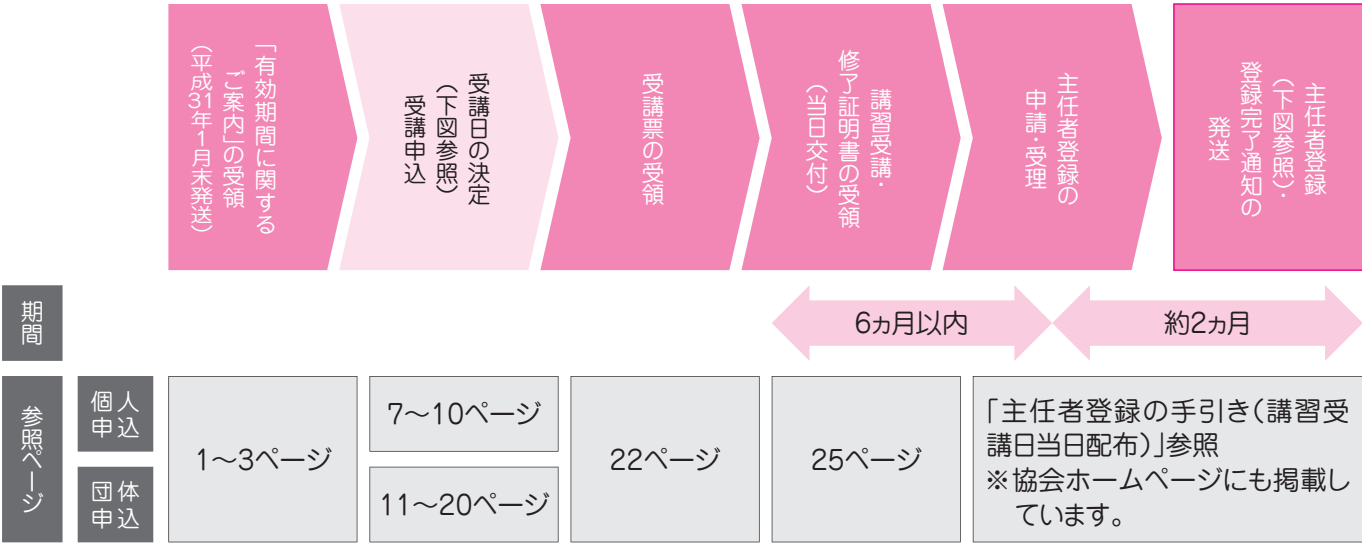 「有効期間に関する
ご案内」の受領
（平成31年1月末発送）
受講日の決定
（下図参照）
受講申込
受講票の受領
講習受講・
修了証明書の受領
（当日交付）
主任者登録の
申請・受理
主任者登録
（下図参照）・
登録完了通知の
発送
期間
6ヵ月以内
約2ヵ月
参照ページ
個人
申込
団体
申込
1〜3ページ
7〜10ページ
11〜20ページ
22ページ
25ページ
「主任者登録の手引き（講習受
講日当日配布）」参照
※協会ホームページにも掲載し
ています。